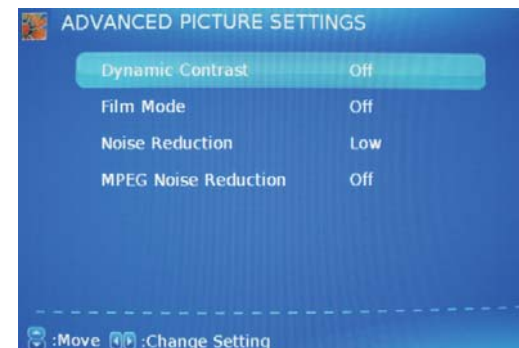 ADVANCED PICTURE SETTINGS
Dynamic Contrast Off
Film Mode Off
Noise Reduction Low
MPEG Noise Reduction Off
:Move :Change Setting